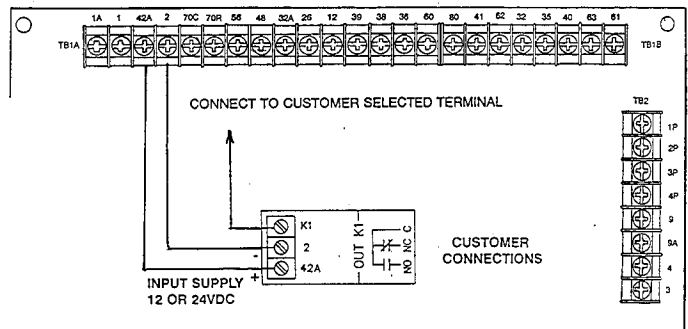 1A 1 42A 2 70C 70R 56 48 32A 26 12 39 38 36 60 80 41 62 32 35 40 63 61
TB1A
TB1B
CONNECT TO CUSTOMER SELECTED TERMINAL
TB2
1P
2P
3P
4P
9
9A
4
3
K1
2
-
42A
+
OUT K1
NO NC C
CUSTOMER
CONNECTIONS
INPUT SUPPLY
12 OR 24VDC